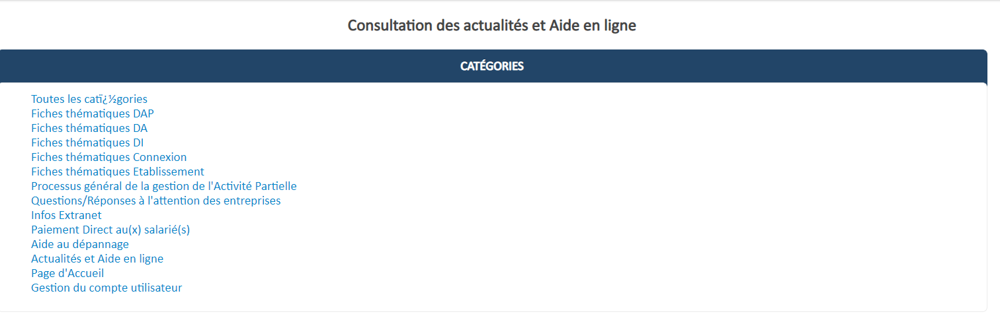 Consultation des actualités et Aide en ligne
CATÉGORIES
Toutes les catï¿½gories
Fiches thématiques DAP
Fiches thématiques DA
Fiches thématiques DI
Fiches thématiques Connexion
Fiches thématiques Etablissement
Processus général de la gestion de l'Activité Partielle
Questions/Réponses à l'attention des entreprises
Infos Extranet
Paiement Direct au(x) salarié(s)
Aide au dépannage
Actualités et Aide en ligne
Page d'Accueil
Gestion du compte utilisateur